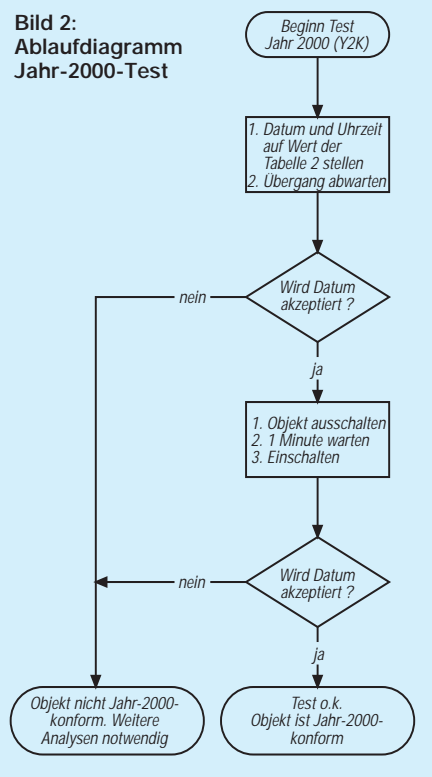 Bild 2:
Ablaufdiagramm
Jahr-2000-Test
Beginn Test
Jahr 2000 (Y2K)
1. Datum und Uhrzeit
auf Wert der
Tabelle 2 stellen
2. Übergang abwarten
Wird Datum
akzeptiert ?
nein
ja
1. Objekt ausschalten
2. 1 Minute warten
3. Einschalten
Wird Datum
akzeptiert ?
nein
ja
Objekt nicht Jahr-2000-
konform. Weitere
Analysen notwendig
Test o.k.
Objekt ist Jahr-2000-
konform